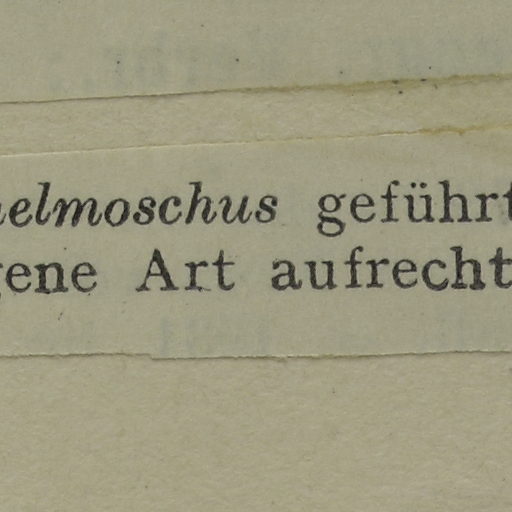 elmoschus geführt
gene Art aufrecht